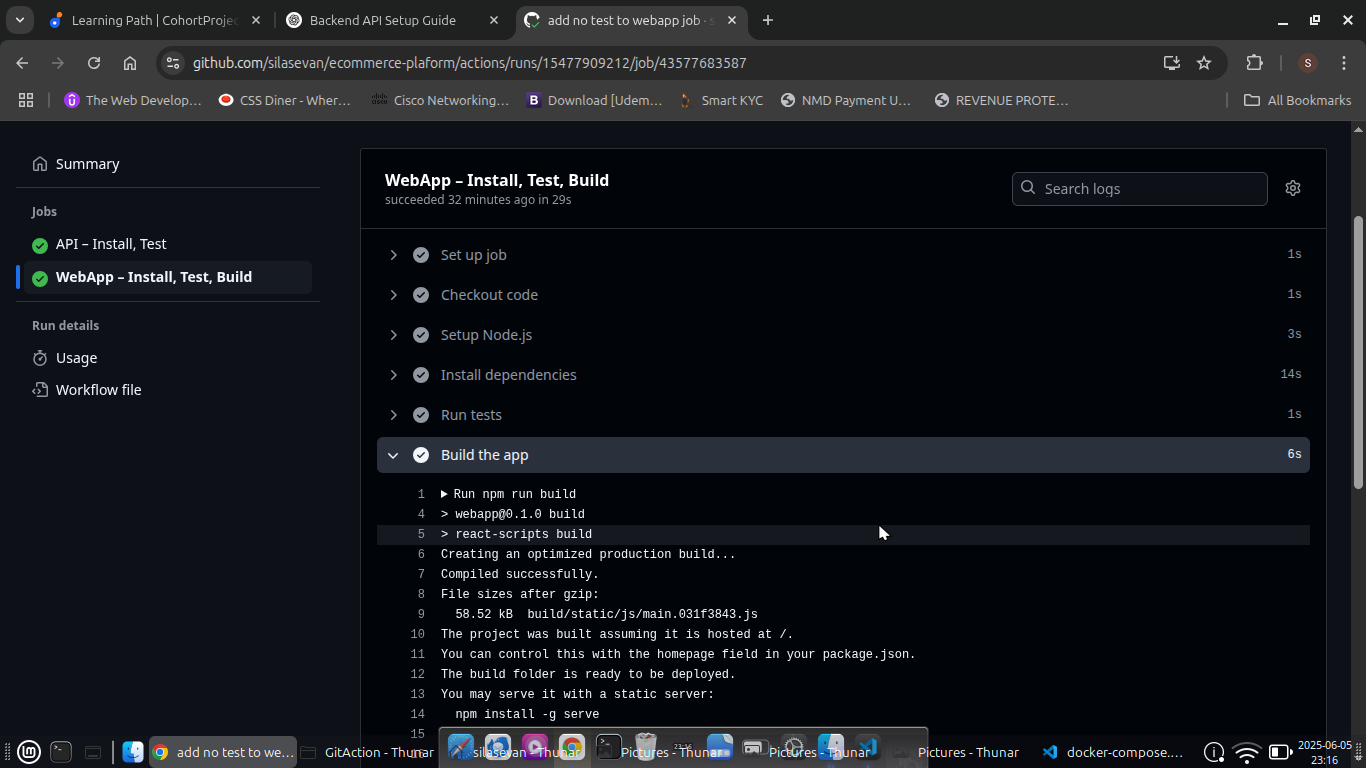 Learning Path | CohortProjec
Backend API Setup Guide
add no test to webapp job · s
github.com/silasevan/ecommerce-plaform/actions/runs/15477909212/job/43577683587
S
The Web Develop...
CSS Diner - Wher...
Cisco Networking...
B Download [Udem...
Smart KYC
NMD Payment U...
REVENUE PROTE...
All Bookmarks
Summary
Jobs
API – Install, Test
WebApp – Install, Test, Build
Run details
Usage
Workflow file
WebApp – Install, Test, Build
succeeded 32 minutes ago in 29s
Search logs
Set up job 1s
Checkout code 1s
Setup Node.js 3s
Install dependencies 14s
Run tests 1s
Build the app 6s
1 Run npm run build
4 > webapp@0.1.0 build
5 > react-scripts build
6 Creating an optimized production build...
7 Compiled successfully.
8 File sizes after gzip:
9 58.52 kB build/static/js/main.031f3843.js
10 The project was built assuming it is hosted at /.
11 You can control this with the homepage field in your package.json.
12 The build folder is ready to be deployed.
13 You may serve it with a static server:
14 npm install -g serve
15
add no test to we...
GitAction - Thunar
silasevan - Thunar
Pictures - Thunar
Pictures - Thunar
Pictures - Thunar
docker-compose....
2025-06-05
23:16